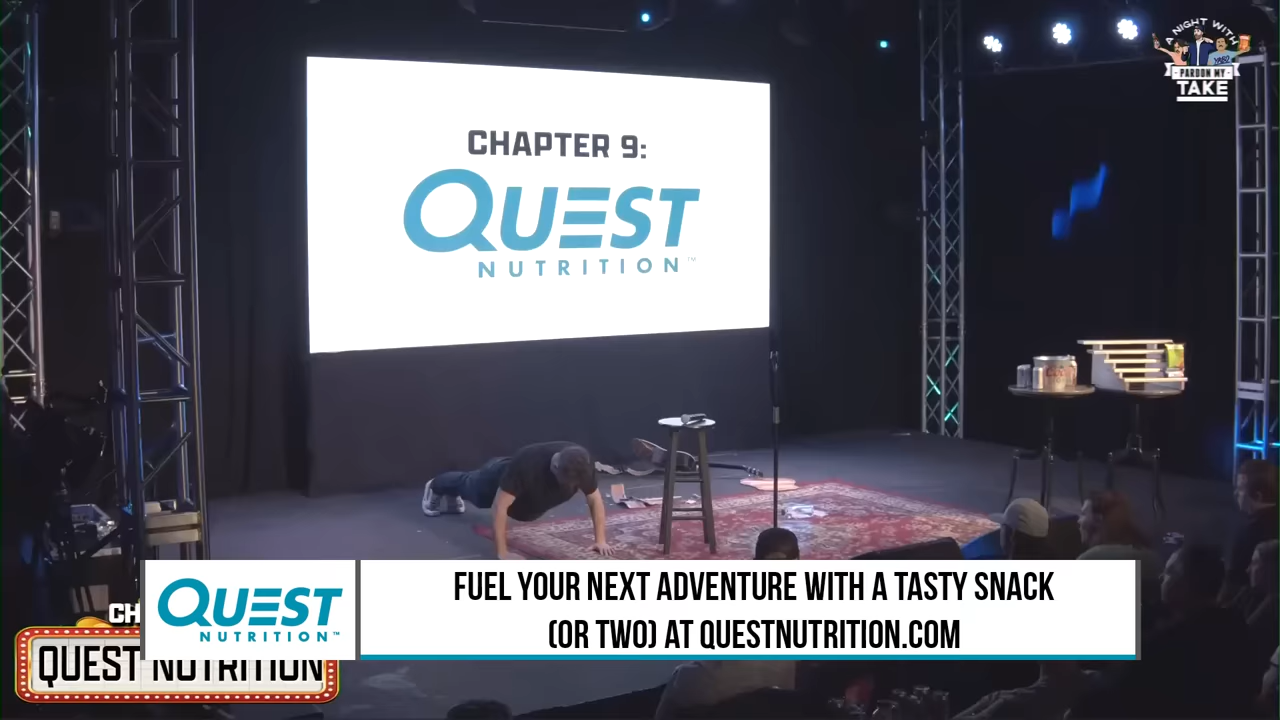 A NIGHT WITH
PARDON MY
TAKE
CHAPTER 9:
QUEST
NUTRITION™
CH
QUEST NUTRITION
QUEST
NUTRITION™
FUEL YOUR NEXT ADVENTURE WITH A TASTY SNACK
(OR TWO) AT QUESTNUTRITION.COM